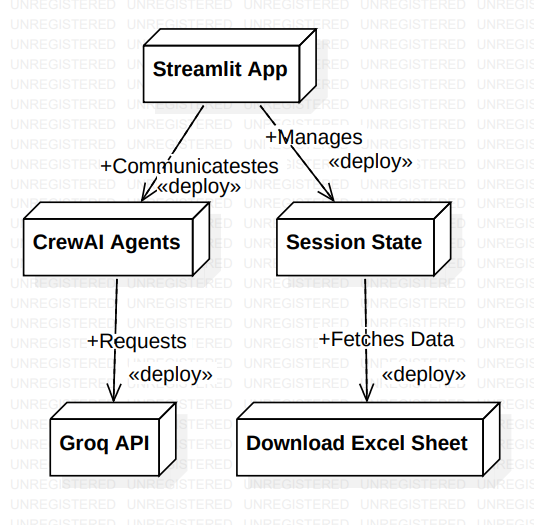 Streamlit App
+Manages
«deploy»
+Communicatestes
«deploy»
CrewAI Agents
Session State
+Requests
«deploy»
+Fetches Data
«deploy»
Groq API
Download Excel Sheet
UNREGISTERED